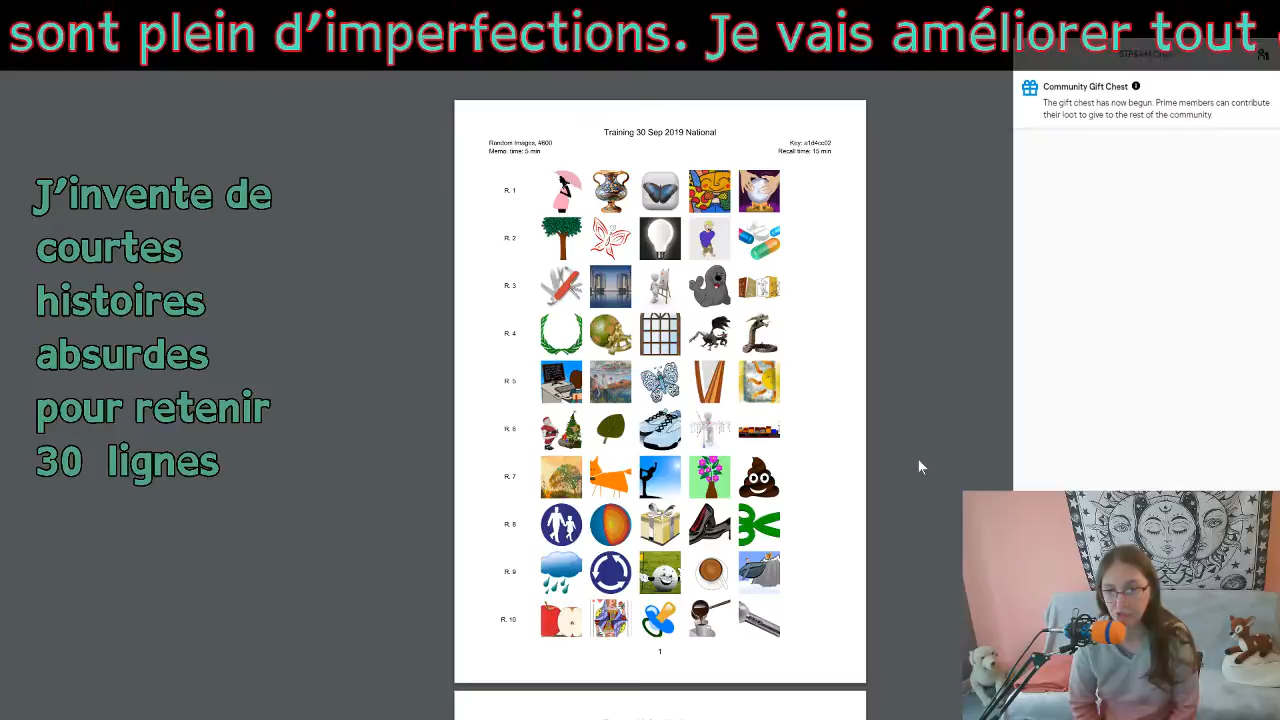 sont plein d'imperfections. Je vais améliorer tout
Community Gift Chest
The gift chest has now begun. Prime members can contribute
their loot to give to the rest of the community.
J'invente de
courtes
histoires
absurdes
pour retenir
30 lignes
Training 30 Sep 2019 National
Random Images, #600
Key: a1d4cc02
Memo. time: 5 min
Recall time: 15 min
R. 1
R. 2
R. 3
R. 4
R. 5
R. 6
R. 7
R. 8
R. 9
R. 10
1